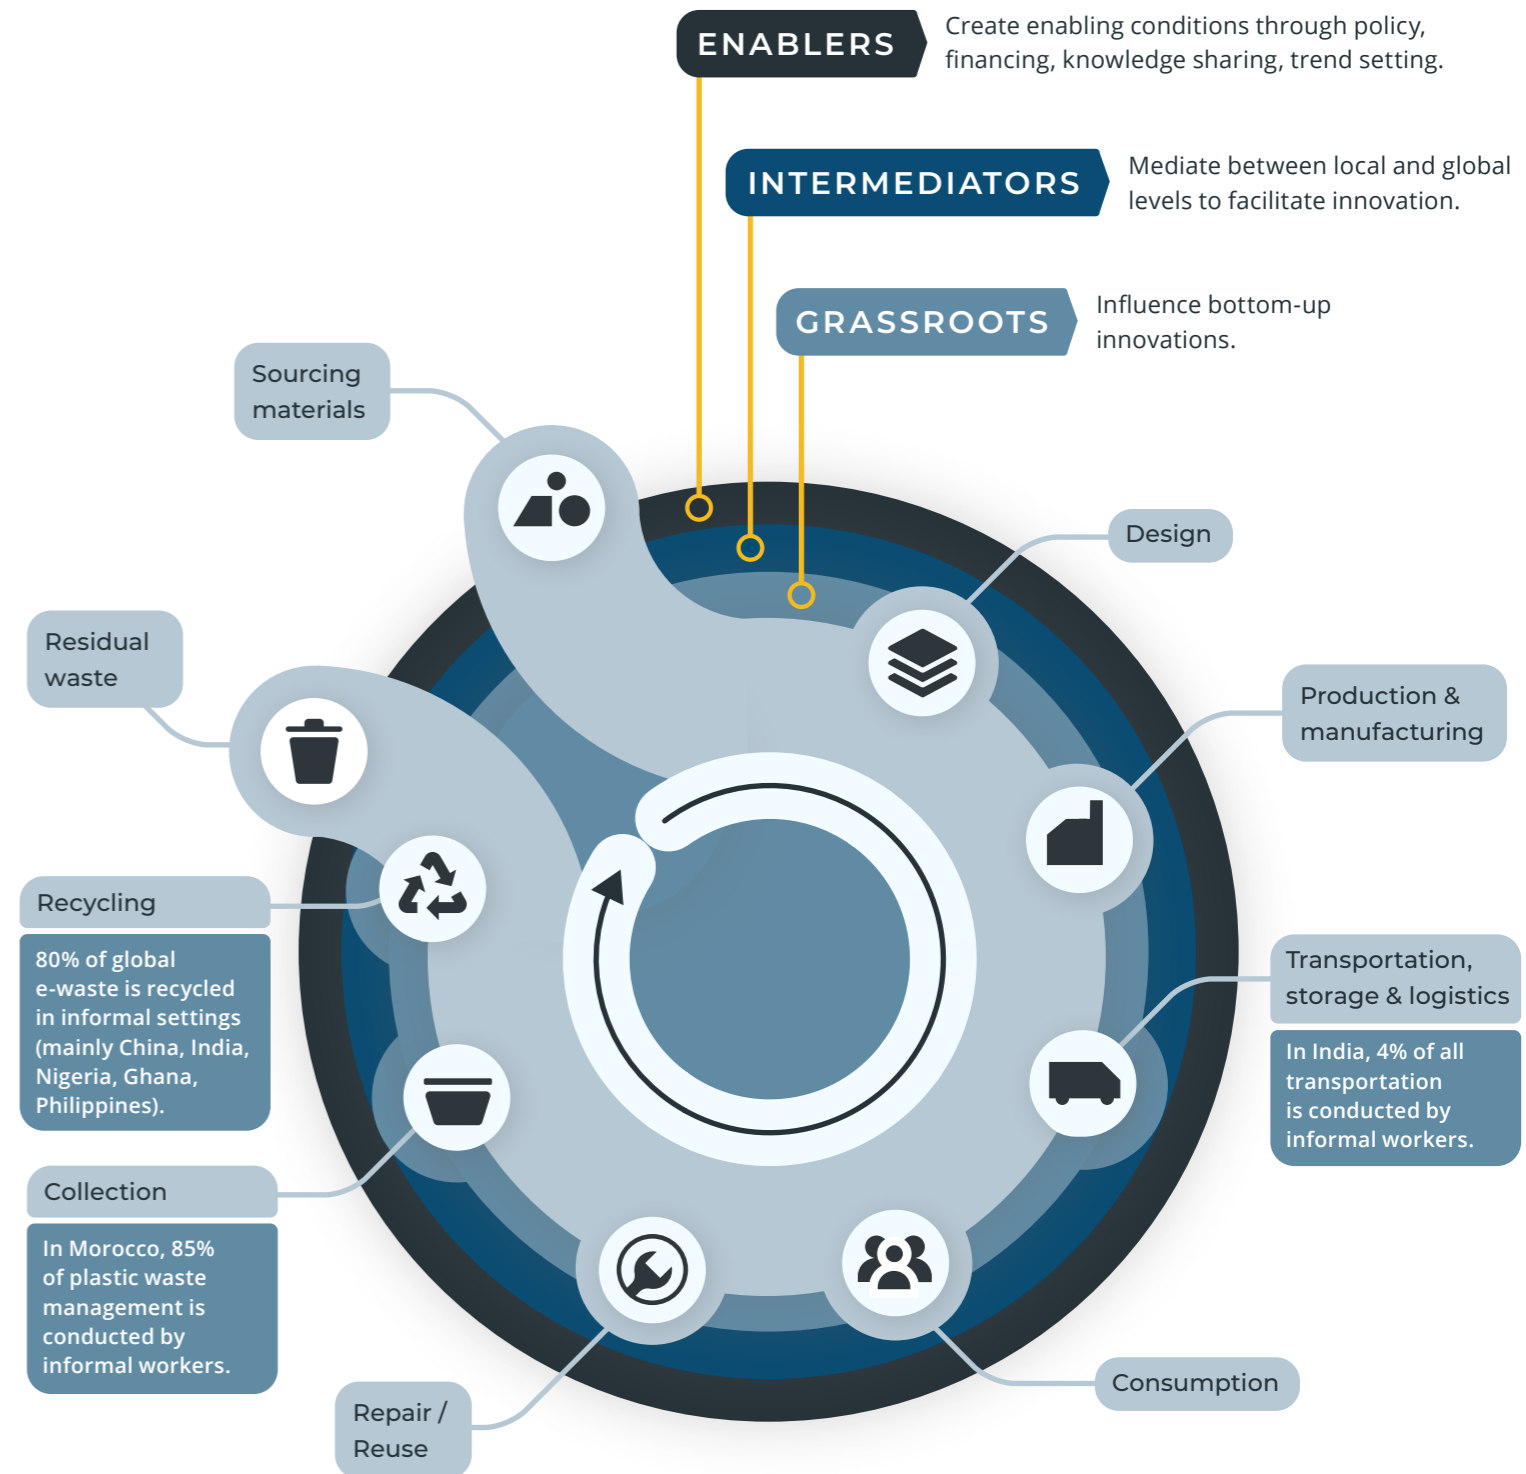 ENABLERS
Create enabling conditions through policy,
financing, knowledge sharing, trend setting.
INTERMEDIATORS
Mediate between local and global
levels to facilitate innovation.
GRASSROOTS
Influence bottom-up
innovations.
Sourcing
materials
Design
Production &
manufacturing
Transportation,
storage & logistics
In India, 4% of all
transportation
is conducted by
informal workers.
Consumption
Repair /
Reuse
Collection
In Morocco, 85%
of plastic waste
management is
conducted by
informal workers.
Recycling
80% of global
e-waste is recycled
in informal settings
(mainly China, India,
Nigeria, Ghana,
Philippines).
Residual
waste